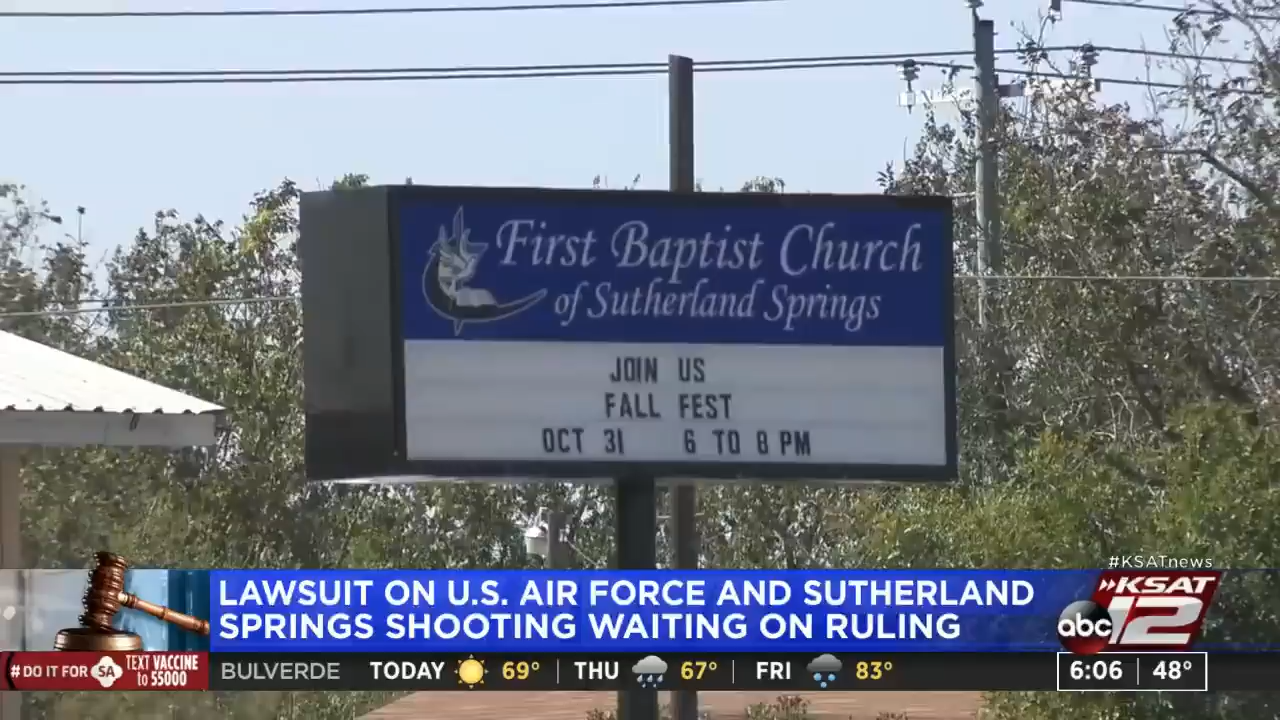 First Baptist Church
of Sutherland Springs
JOIN US
FALL FEST
OCT 31 6 TO 8 PM
#KSATnews
LAWSUIT ON U.S. AIR FORCE AND SUTHERLAND
SPRINGS SHOOTING WAITING ON RULING
abc KSAT 12
#DO IT FOR SA TEXT VACCINE to 55000
BULVERDE TODAY 69° THU 67° FRI 83° 6:06 48°